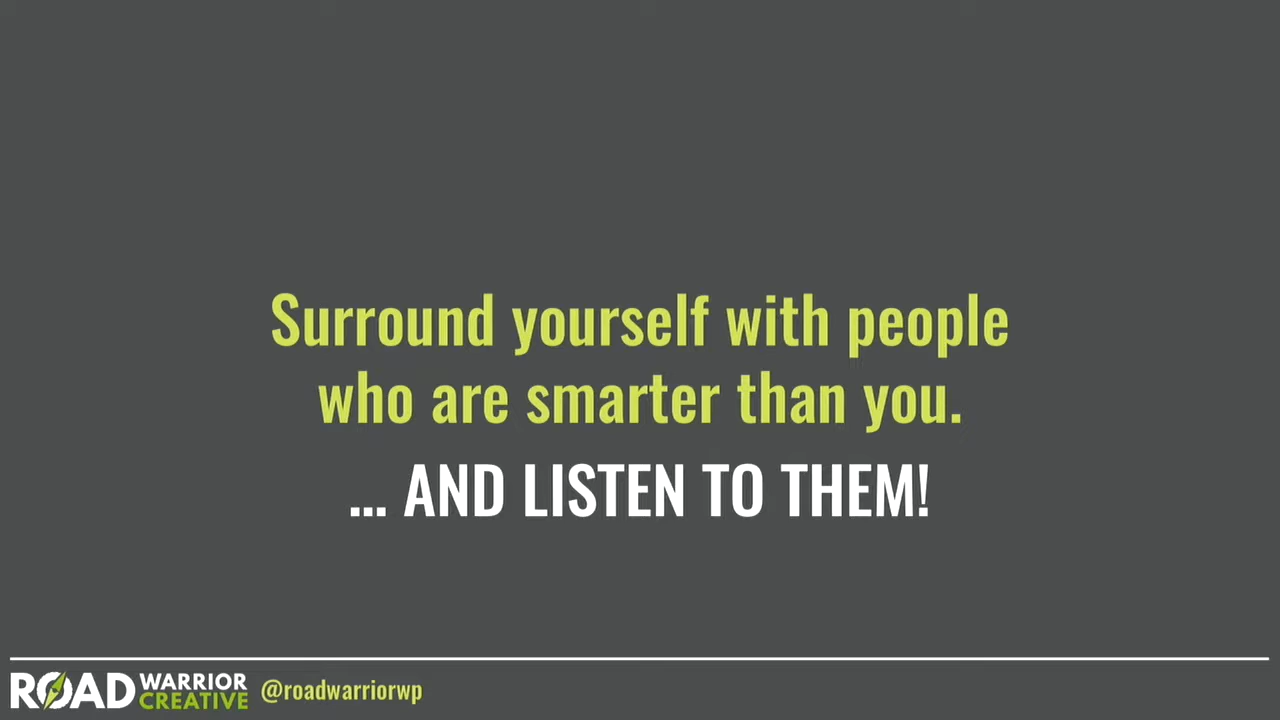 Surround yourself with people
who are smarter than you.
... AND LISTEN TO THEM!
ROAD WARRIOR CREATIVE @roadwarriorwp